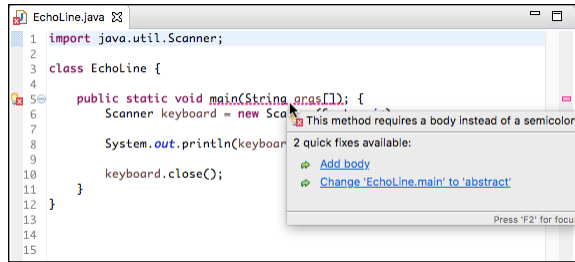 EchoLine.java
1 import java.util.Scanner;
2
3 class EchoLine {
4
5 public static void main(String args[]); {
6 Scanner keyboard = new Sca
7
8 System.out.println(keyboar
9
10 keyboard.close();
11 }
12 }
13
14
15
This method requires a body instead of a semicolon
2 quick fixes available:
Add body
Change 'EchoLine.main' to 'abstract'
Press 'F2' for focu